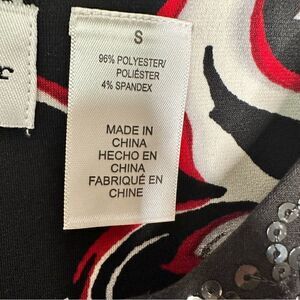 S
96% POLYESTER/
POLIÉSTER
4% SPANDEX
MADE IN
CHINA
HECHO EN
CHINA
FABRIQUÉ EN
CHINE